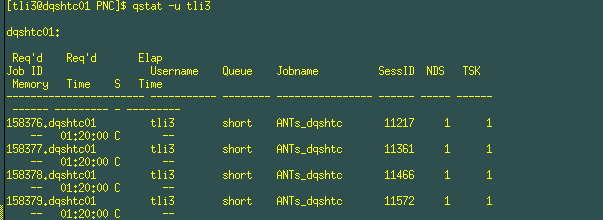 [tli3@dqshtc01 PNC]$ qstat -u tli3
dqshtc01:
Req'd Req'd Elap
Job ID Username Queue Jobname SessID NDS TSK
Memory Time S Time
-------------------- ----------- -------- ---------------- ------ ----- ------
------ --------- - ---------
158376.dqshtc01 tli3 short ANTs_dqshtc 11217 1 1
-- 01:20:00 C --
158377.dqshtc01 tli3 short ANTs_dqshtc 11361 1 1
-- 01:20:00 C --
158378.dqshtc01 tli3 short ANTs_dqshtc 11466 1 1
-- 01:20:00 C --
158379.dqshtc01 tli3 short ANTs_dqshtc 11572 1 1
-- 01:20:00 C --